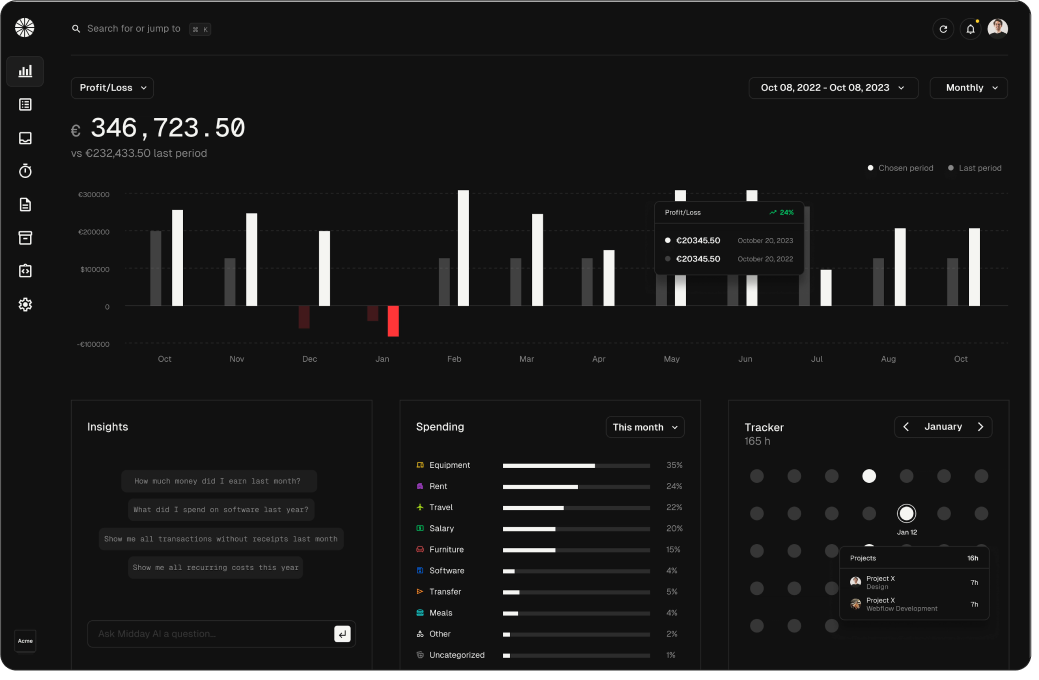 Search for or jump to ⌘ K
Profit/Loss
Oct 08, 2022 - Oct 08, 2023
Monthly
€ 346,723.50
vs €232,433.50 last period
Chosen period
Last period
€300000
€200000
$100000
0
-€100000
Profit/Loss 24%
€20345.50 October 20, 2023
€20345.50 October 20, 2022
Oct Nov Dec Jan Feb Mar Apr May Jun Jul Aug Oct
Insights
How much money did I earn last month?
What did I spend on software last year?
Show me all transactions without receipts last month
Show me all recurring costs this year
Ask Midday AI a question...
Spending
This month
Equipment 35%
Rent 24%
Travel 22%
Salary 20%
Furniture 15%
Software 4%
Transfer 5%
Meals 4%
Other 2%
Uncategorized 1%
Tracker
165 h
January
Jan 12
Projects 16h
Project X
Design
7h
Project X
Webflow Development
7h
Acme